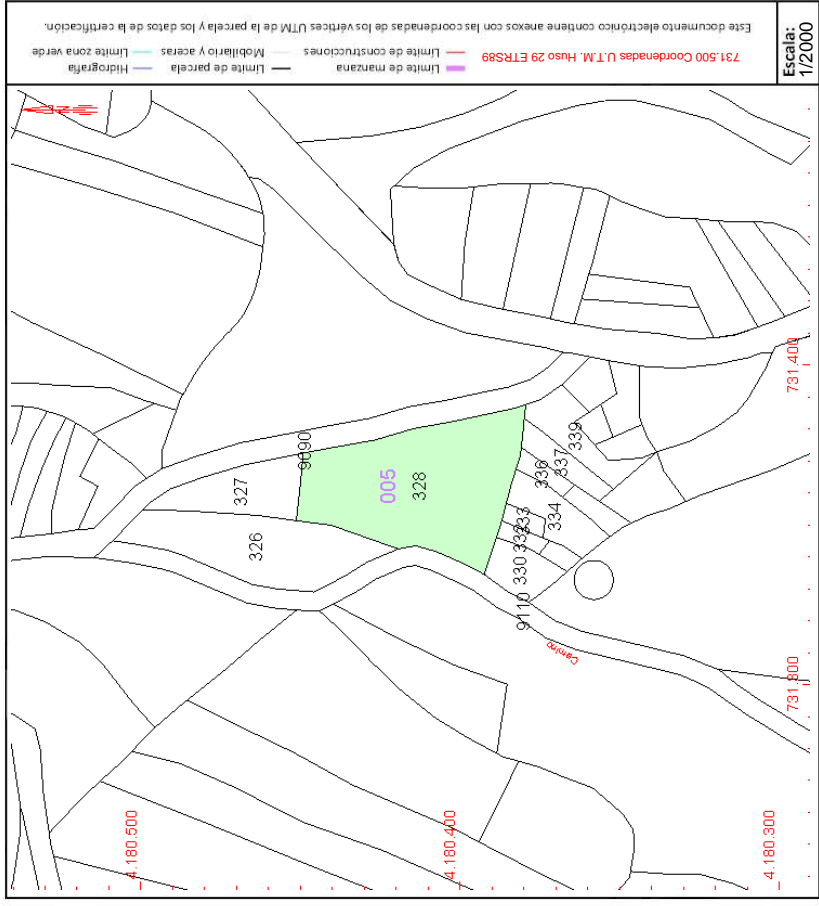 Este documento electrónico contiene anexos con las coordenadas de los vértices UTM de la parcela y los datos de la certificación.
Límite de manzana
Límite de construcciones
Límite de parcela
Mobiliario y aceras
Hidrografía
Límite zona verde
731.500 Coordenadas U.T.M. Huso 29 ETRS89
Escala:
1/2000
N
9090
327
326
005
328
339
337
336
334
333
332
330
9110
Camino
731.400
731.300
4.180.500
4.180.400
4.180.300